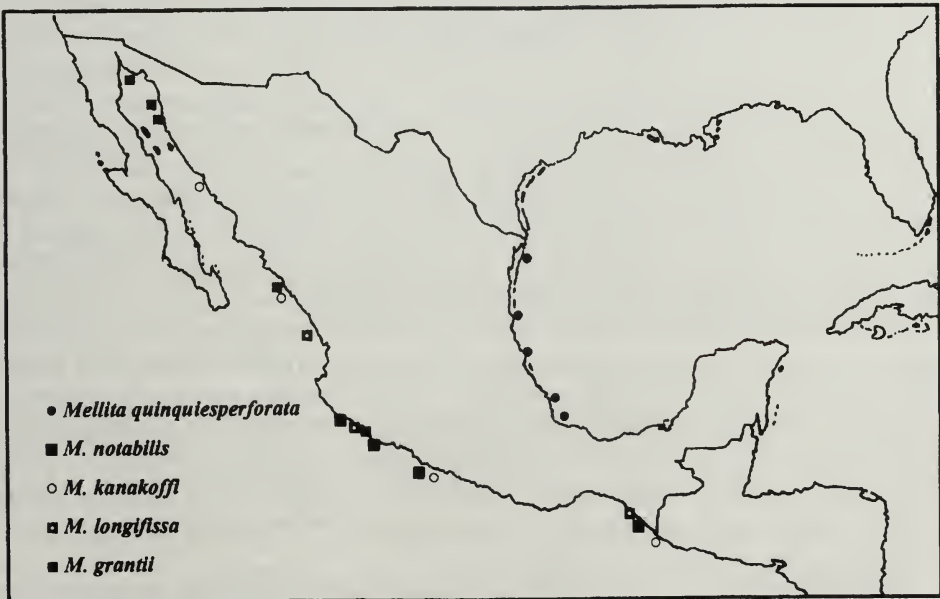 Mellita quinquiesperforata
M. notabilis
M. kanakoffi
M. longifissa
M. grantii